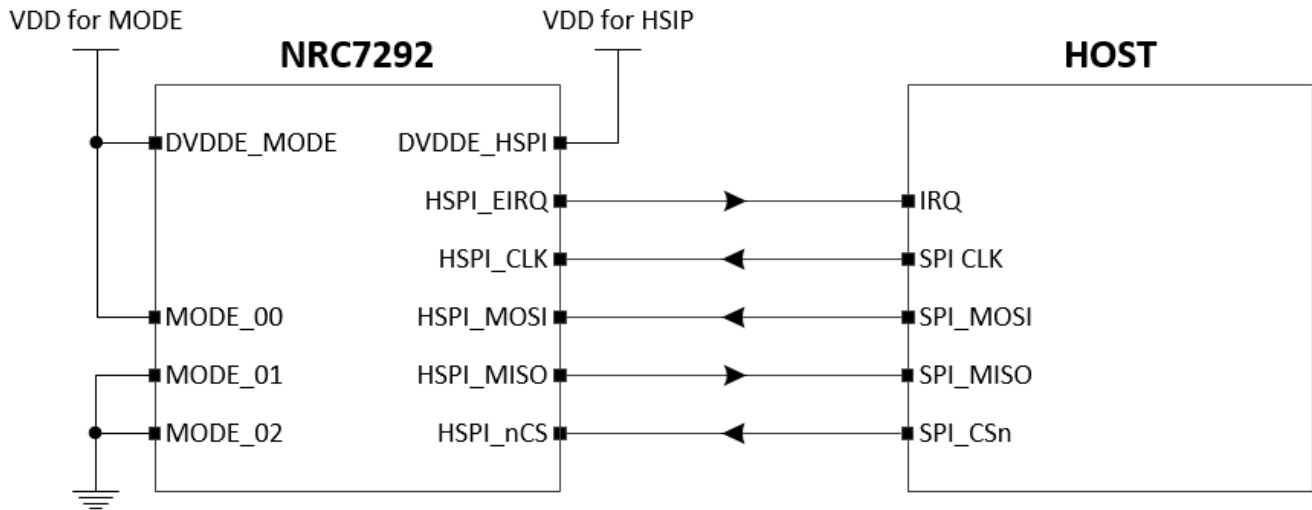 VDD for MODE
VDD for HSIP
NRC7292
HOST
DVDDE_MODE
DVDDE_HSPI
HSPI_EIRQ
IRQ
HSPI_CLK
SPI CLK
MODE_00
HSPI_MOSI
SPI_MOSI
MODE_01
HSPI_MISO
SPI_MISO
MODE_02
HSPI_nCS
SPI_CSn